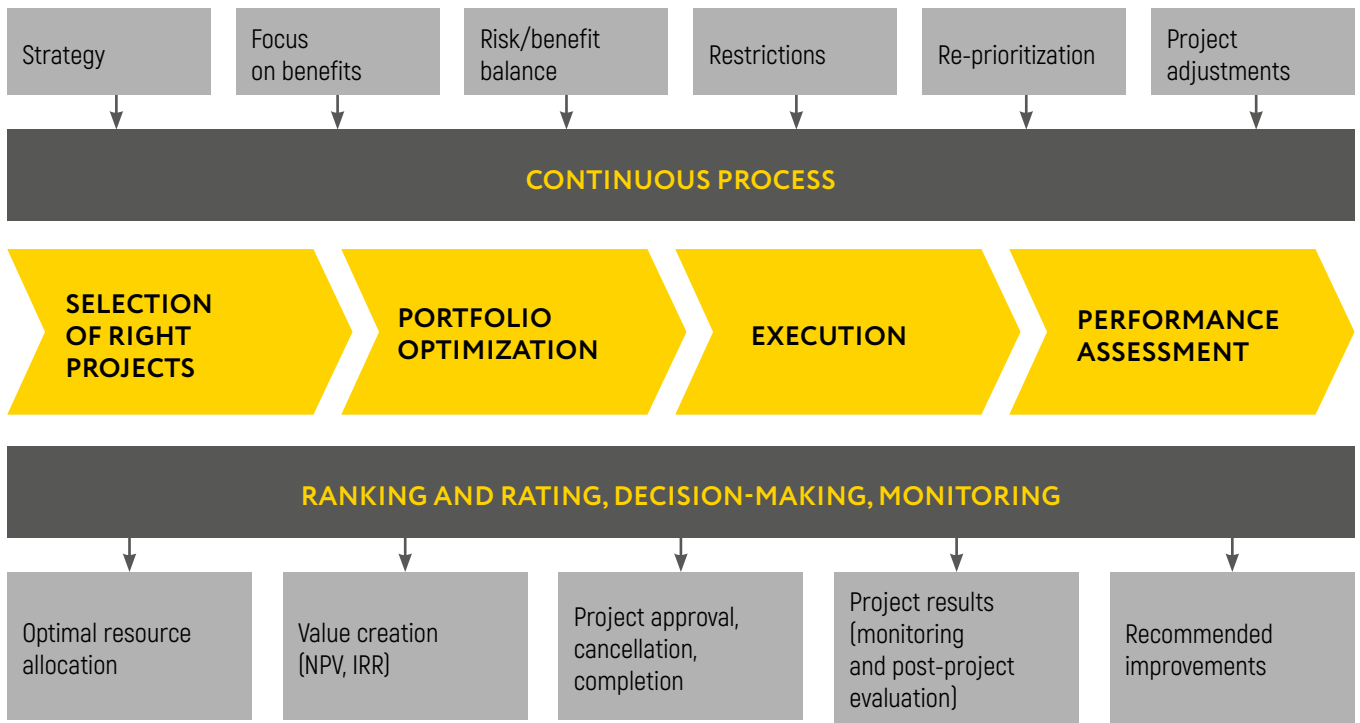 Strategy
Focus
on benefits
Risk/benefit
balance
Restrictions
Re-prioritization
Project
adjustments
CONTINUOUS PROCESS
SELECTION
OF RIGHT
PROJECTS
PORTFOLIO
OPTIMIZATION
EXECUTION
PERFORMANCE
ASSESSMENT
RANKING AND RATING, DECISION-MAKING, MONITORING
Optimal resource
allocation
Value creation
(NPV, IRR)
Project approval,
cancellation,
completion
Project results
(monitoring
and post-project
evaluation)
Recommended
improvements